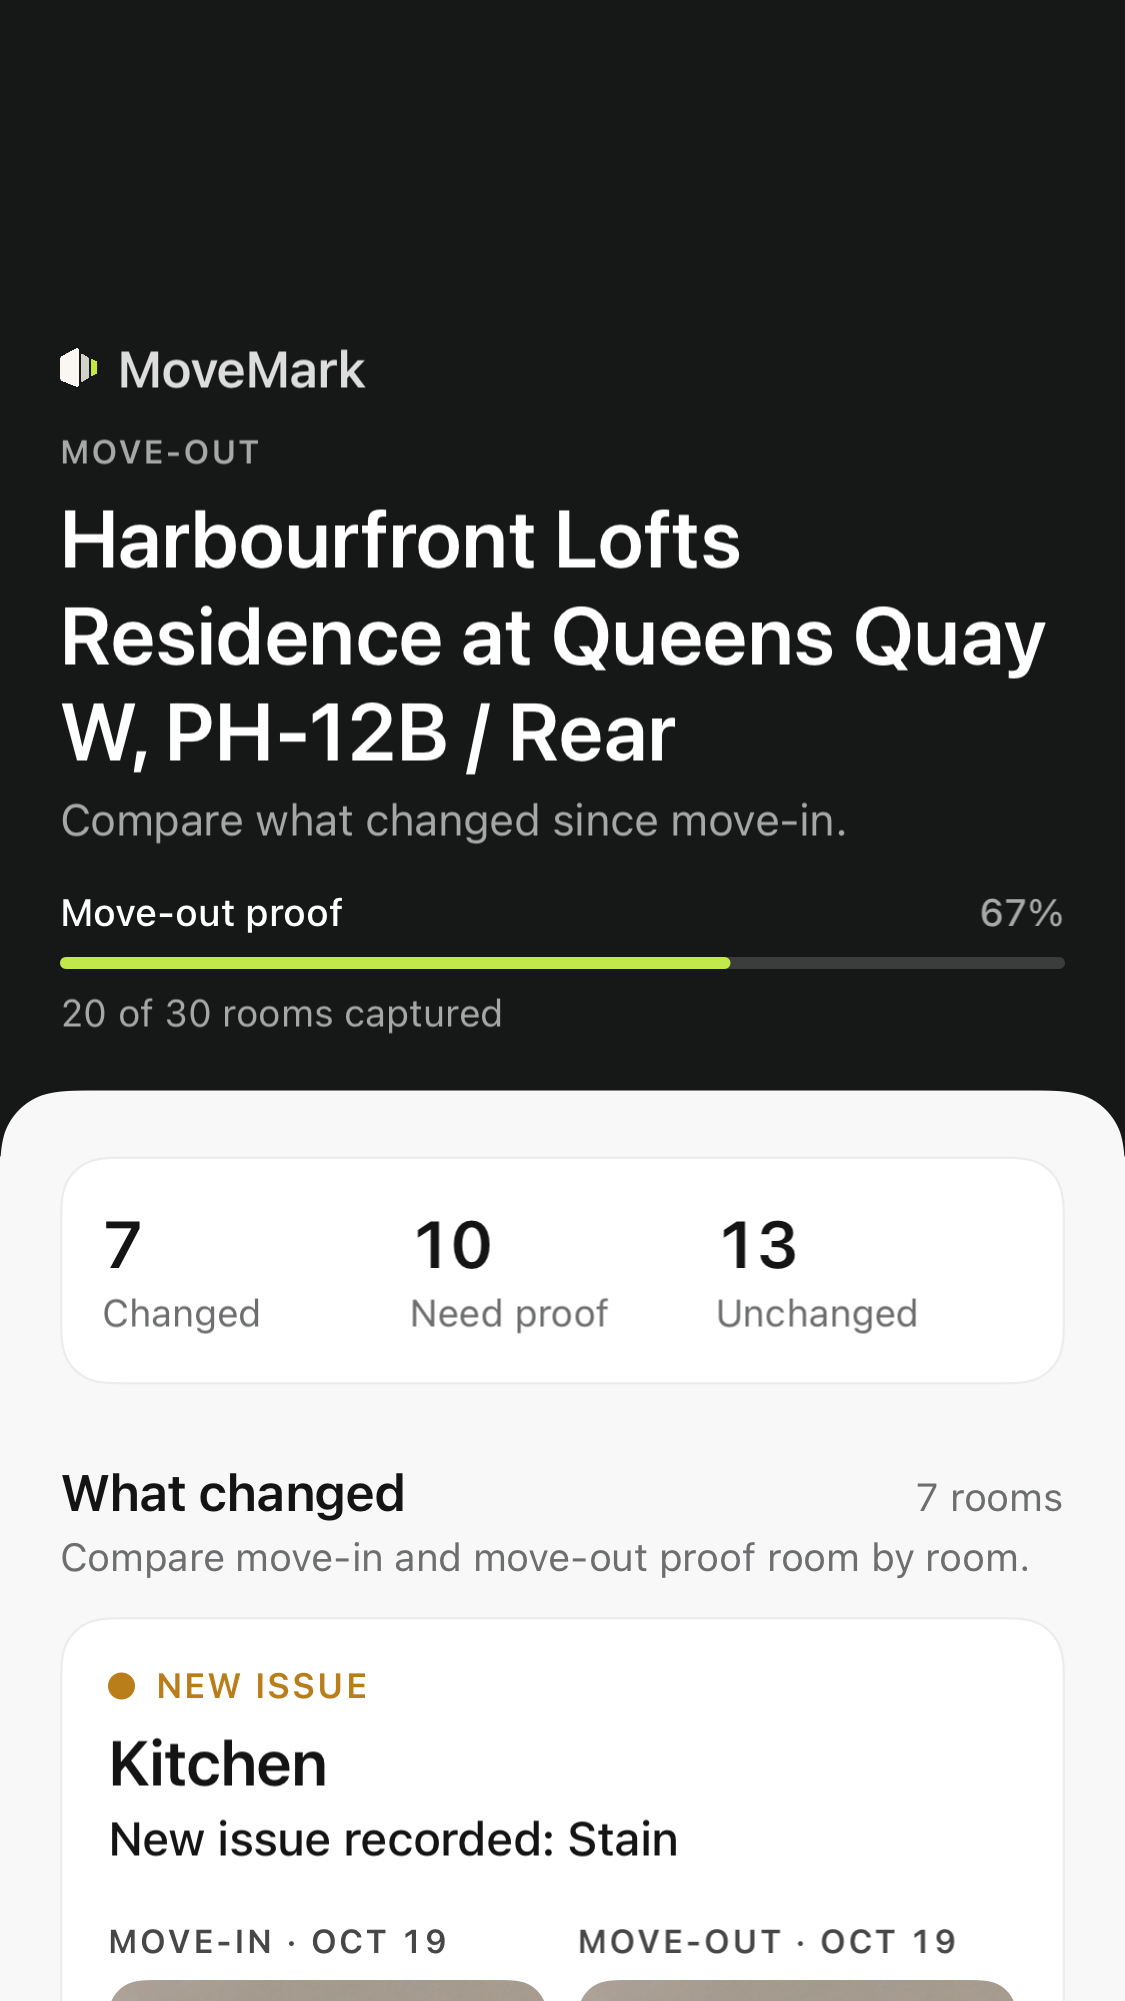 MoveMark
MOVE-OUT
Harbourfront Lofts
Residence at Queens Quay
W, PH-12B / Rear
Compare what changed since move-in.
Move-out proof 67%
20 of 30 rooms captured
7 10 13
Changed Need proof Unchanged
What changed 7 rooms
Compare move-in and move-out proof room by room.
NEW ISSUE
Kitchen
New issue recorded: Stain
MOVE-IN · OCT 19 MOVE-OUT · OCT 19